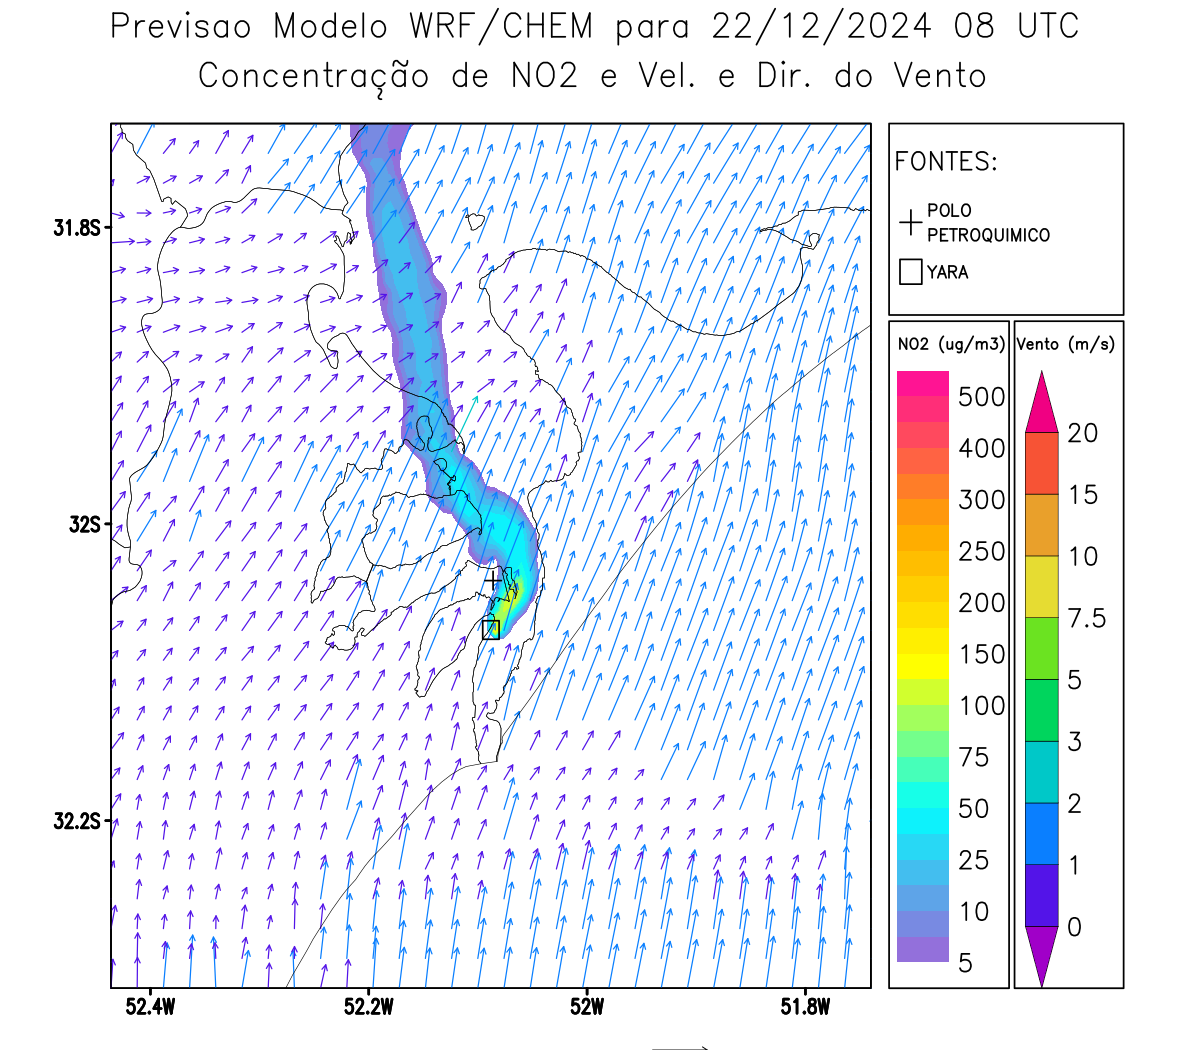 Previsao Modelo WRF/CHEM para 22/12/2024 08 UTC
Concentração de NO2 e Vel. e Dir. do Vento
FONTES:
POLO
PETROQUIMICO
YARA
NO2 (ug/m3)
500
400
300
250
200
150
100
75
50
25
10
5
Vento (m/s)
20
15
10
7.5
5
3
2
1
0
31.8S
32S
32.2S
52.4W
52.2W
52W
51.8W